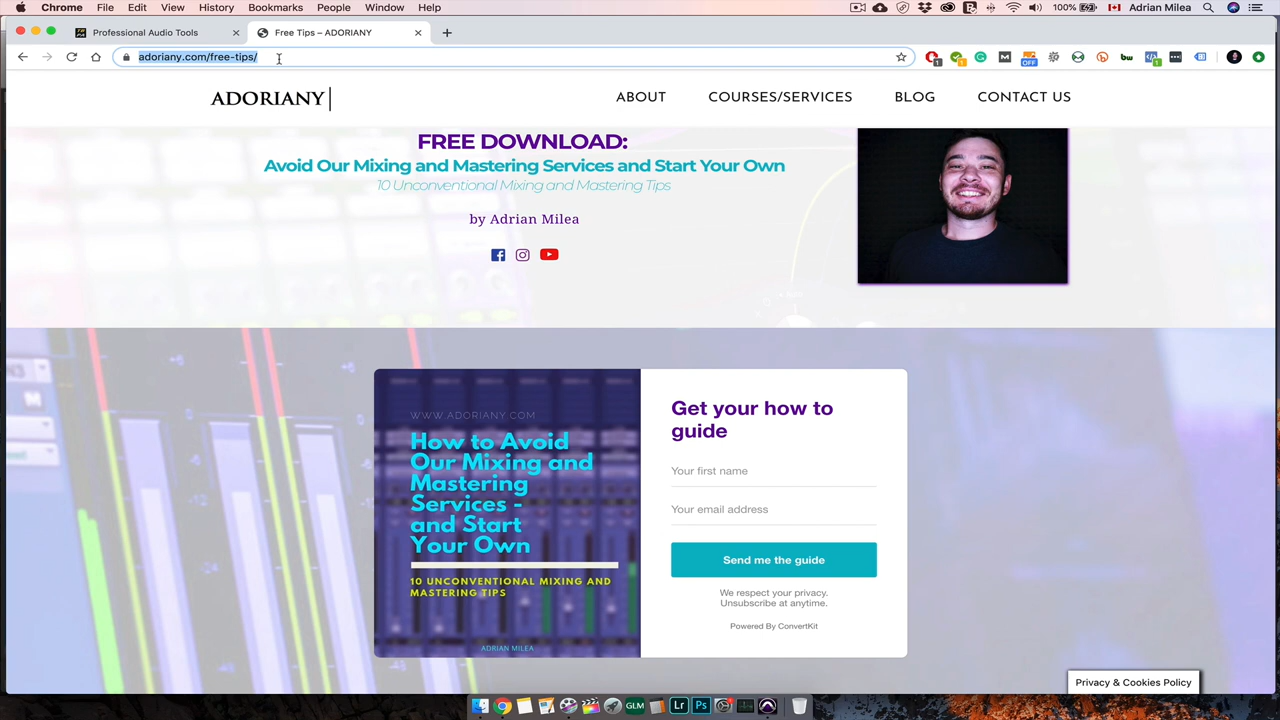 Chrome File Edit View History Bookmarks People Window Help 100% Adrian Milea
Professional Audio Tools
Free Tips – ADORIANY
adoriany.com/free-tips/
OFF
bw
ADORIANY
ABOUT COURSES/SERVICES BLOG CONTACT US
FREE DOWNLOAD:
Avoid Our Mixing and Mastering Services and Start Your Own
10 Unconventional Mixing and Mastering Tips
by Adrian Milea
WWW.ADORIANY.COM
How to Avoid
Our Mixing and
Mastering
Services -
and Start
Your Own
10 UNCONVENTIONAL MIXING AND
MASTERING TIPS
ADRIAN MILEA
Get your how to
guide
Your first name
Your email address
Send me the guide
We respect your privacy.
Unsubscribe at anytime.
Powered By ConvertKit
Privacy & Cookies Policy
GLM
Lr
Ps